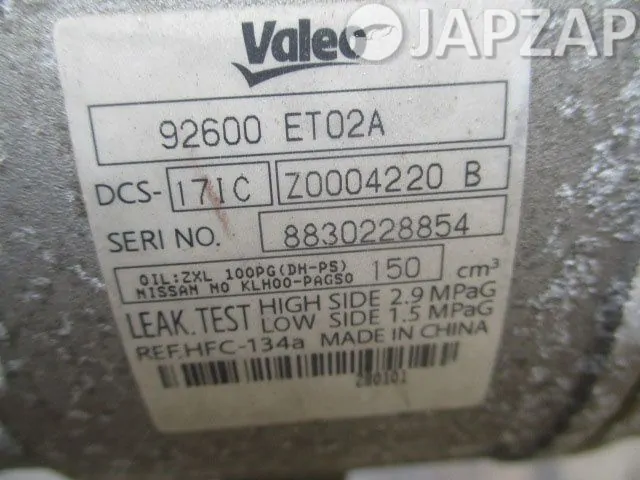 JAPZAP
Valeo
92600 ET02A
DCS- 17IC Z0004220 B
SERI NO. 8830228854
OIL:ZXL 100PG(DH-PS) 150 cm³
NISSAN NO KLH00-PAGS0
LEAK.TEST HIGH SIDE 2.9 MPaG
LOW SIDE 1.5 MPaG
REF.HFC-134a MADE IN CHINA
280101